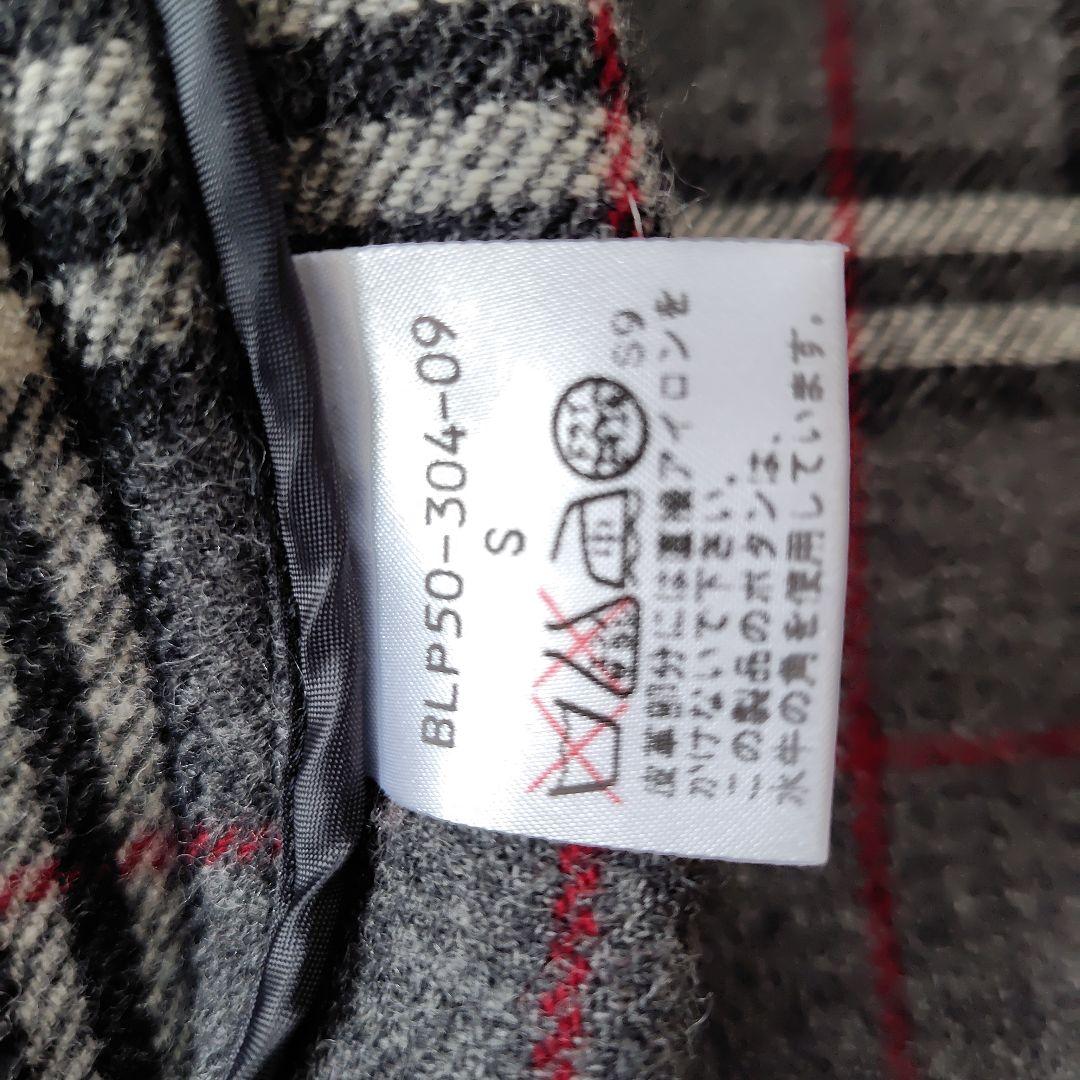 BLP50-304-09
S
S9
皮革部分には直接アイロンを
かけないで下さい。
この製品のボタンは、
水牛の角を使用しています。